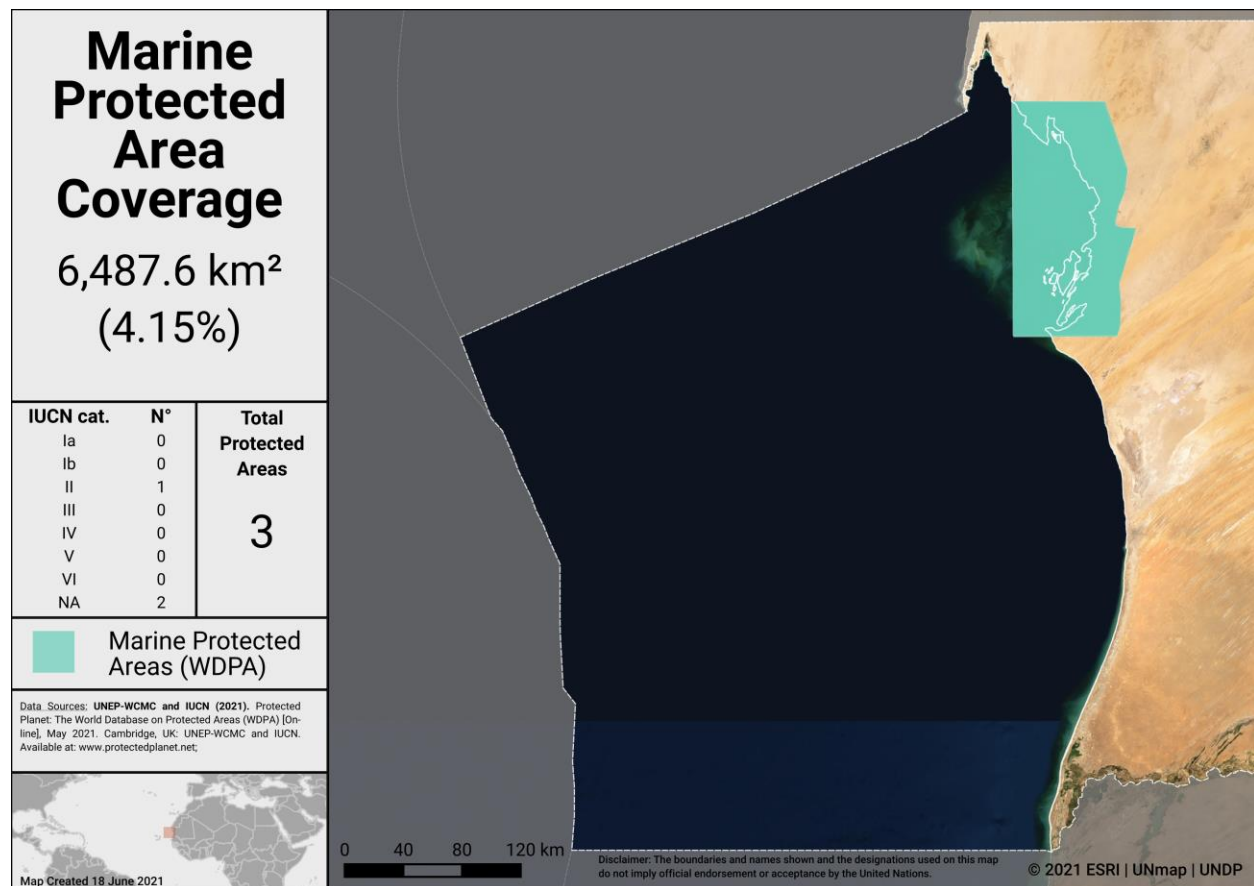 Marine
Protected
Area
Coverage
6,487.6 km²
(4.15%)
IUCN cat. N°
Ia 0
Ib 0
II 1
III 0
IV 0
V 0
VI 0
NA 2
Total
Protected
Areas
3
Marine Protected
Areas (WDPA)
Data Sources: UNEP-WCMC and IUCN (2021). Protected
Planet: The World Database on Protected Areas (WDPA) [On-
line], May 2021. Cambridge, UK: UNEP-WCMC and IUCN.
Available at: www.protectedplanet.net;
Map Created 18 June 2021
0 40 80 120 km
Disclaimer: The boundaries and names shown and the designations used on this map
do not imply official endorsement or acceptance by the United Nations.
© 2021 ESRI | UNmap | UNDP